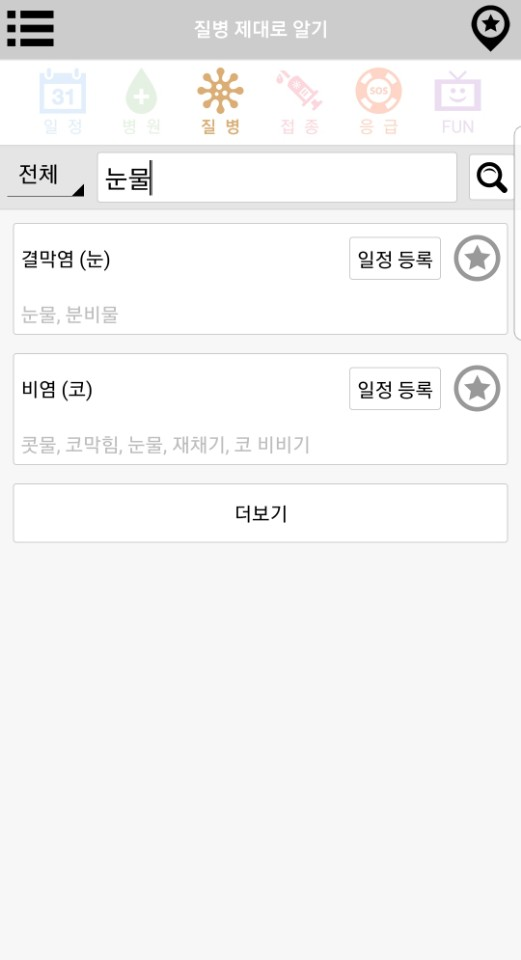 질병 제대로 알기
31
SOS
일 정
병 원
질 병
접 종
응 급
FUN
전체
눈물
결막염 (눈)
일정 등록
눈물, 분비물
비염 (코)
일정 등록
콧물, 코막힘, 눈물, 재채기, 코 비비기
더보기